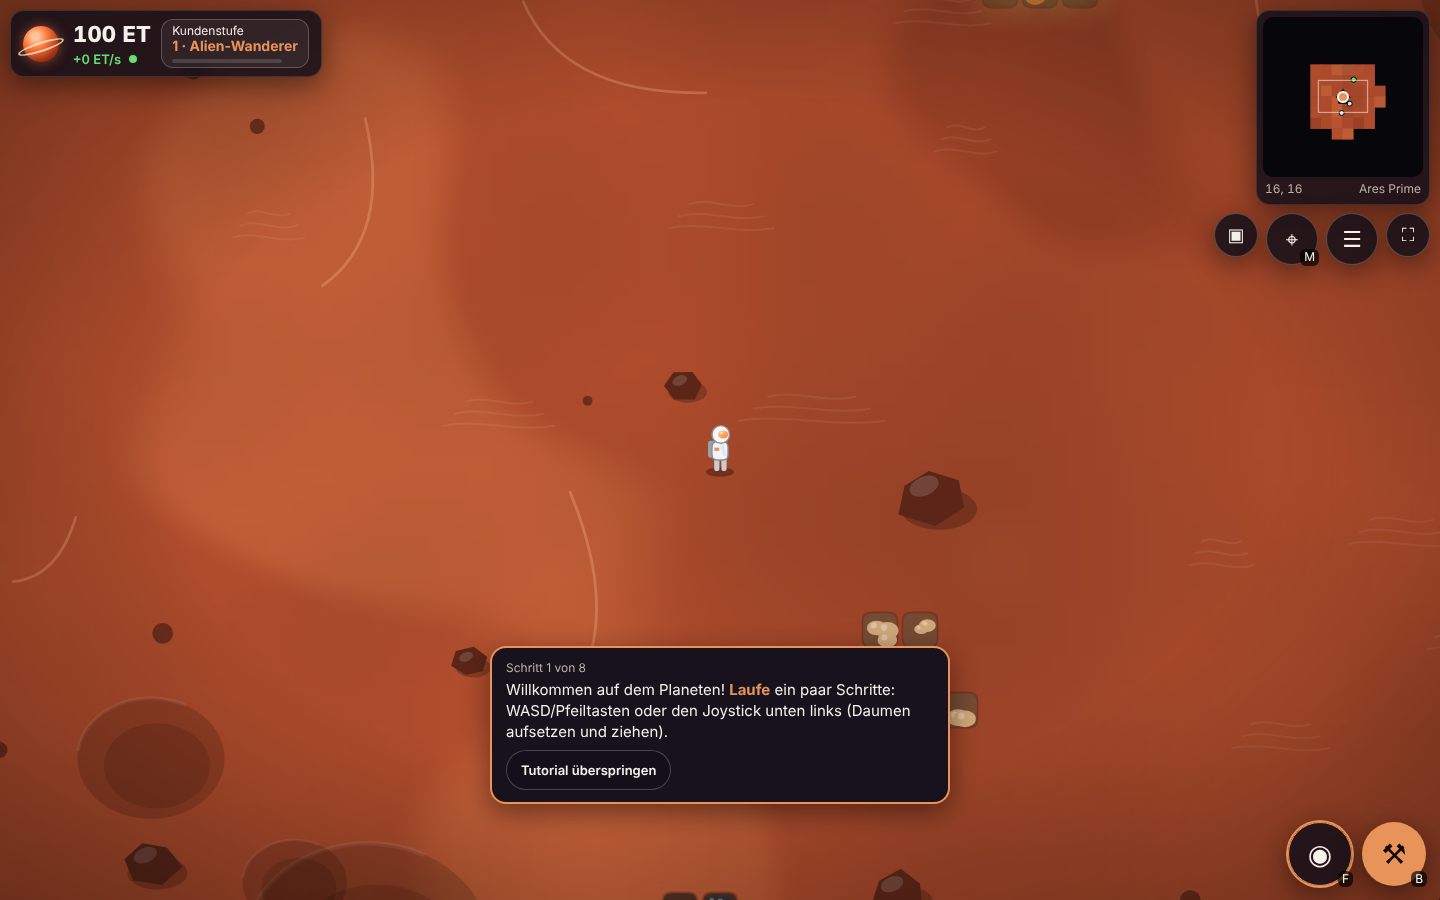 100 ET
+0 ET/s
Kundenstufe
1 · Alien-Wanderer
16, 16
Ares Prime
M
Schritt 1 von 8
Willkommen auf dem Planeten! Laufe ein paar Schritte:
WASD/Pfeiltasten oder den Joystick unten links (Daumen
aufsetzen und ziehen).
Tutorial überspringen
F
B